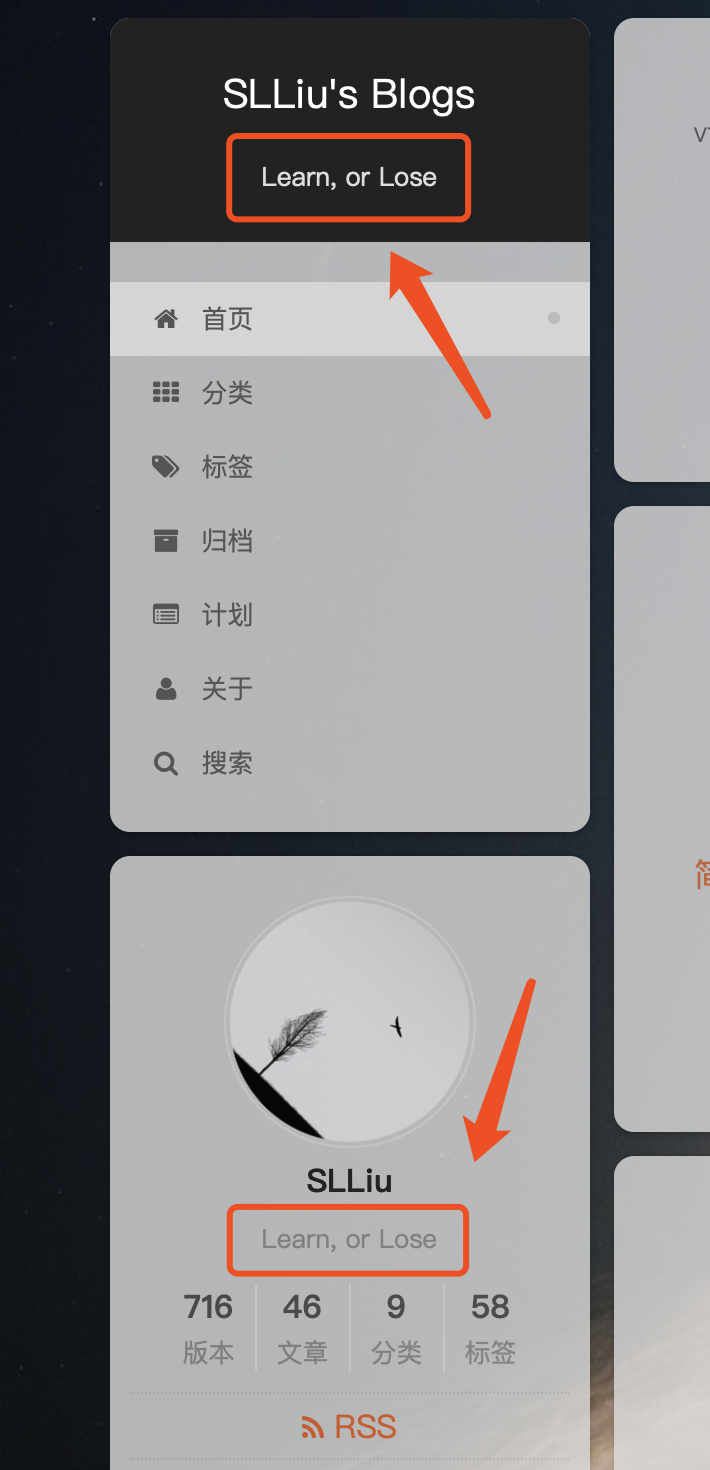 SLLiu's Blogs
Learn, or Lose
首页
分类
标签
归档
计划
关于
搜索
SLLiu
Learn, or Lose
716 46 9 58
版本 文章 分类 标签
RSS